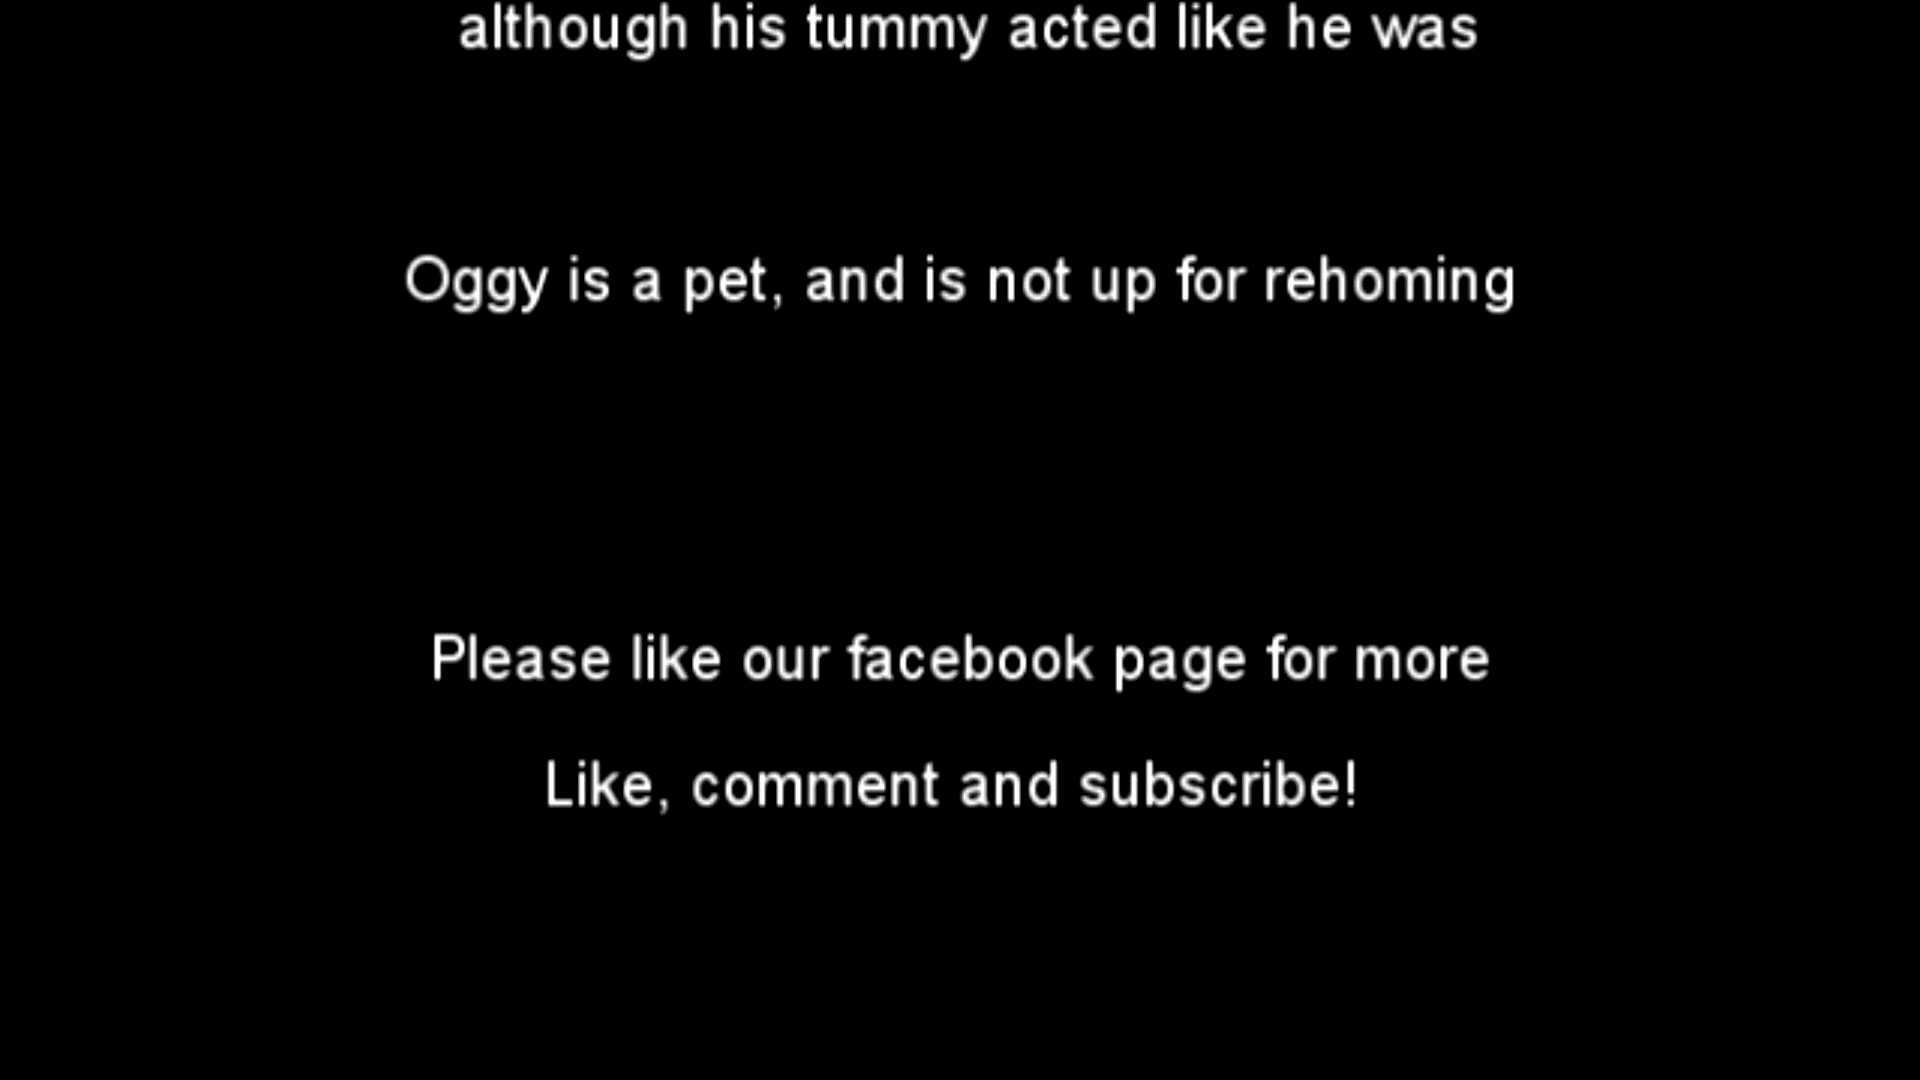 although his tummy acted like he was
Oggy is a pet, and is not up for rehoming
Please like our facebook page for more
Like, comment and subscribe!